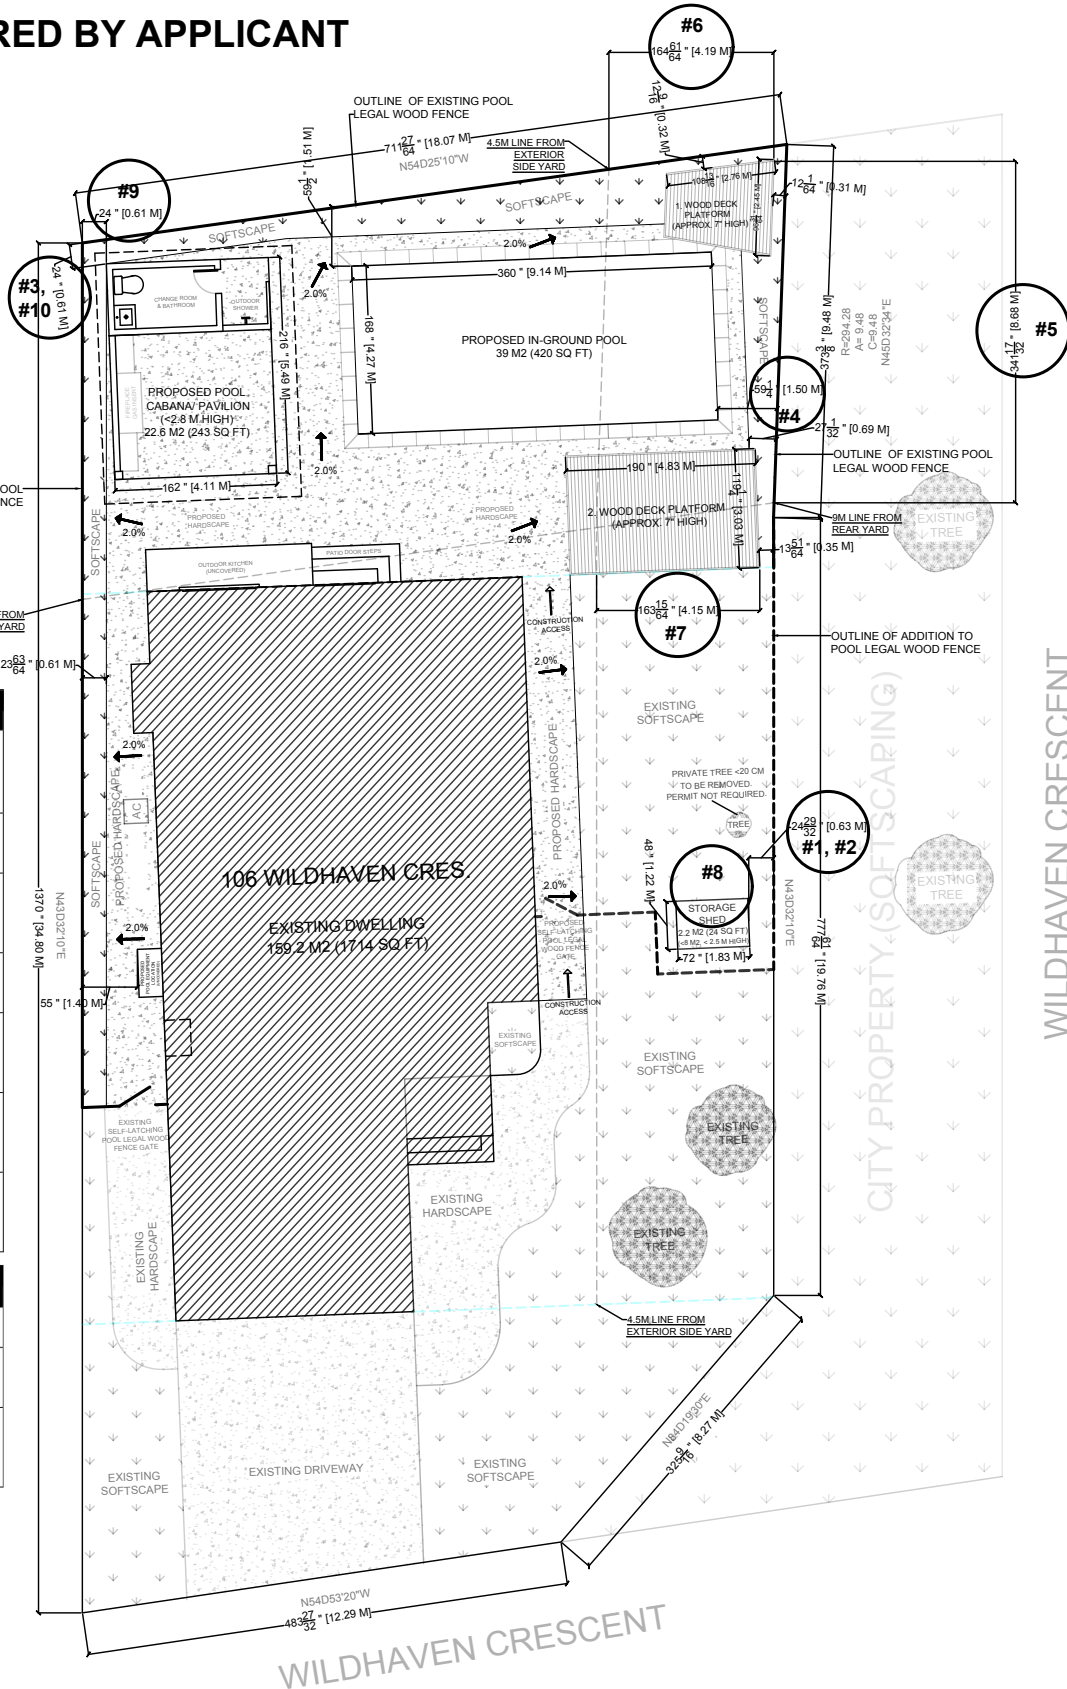 RED BY APPLICANT
#6
164 61/64 " [4.19 M]
OUTLINE OF EXISTING POOL
LEGAL WOOD FENCE
12 9/16 " [0.32 M]
711 27/64 " [18.07 M]
N54D25'10"W
4.5M LINE FROM
EXTERIOR
SIDE YARD
59 1/2 " [1.51 M]
#9
24 " [0.61 M]
SOFTSCAPE
SOFTSCAPE
108 13/16 " [2.76 M]
1. WOOD DECK
PLATFORM
(APPROX. 7" HIGH)
12 1/64 " [0.31 M]
#3,
#10
24 " [0.61 M]
2.0%
2.0%
CHANGE ROOM
& BATHROOM
OUTDOOR
SHOWER
360 " [9.14 M]
168 " [4.27 M]
216 " [5.49 M]
PROPOSED IN-GROUND POOL
39 M2 (420 SQ FT)
SOFTSCAPE
373 3/8 " [9.48 M]
R=294.28
A= 9.48
C=9.48
N45D32'34"E
341 17/32 " [8.68 M]
#5
PROPOSED POOL
CABANA/ PAVILION
(<2.8 M HIGH)
22.6 M2 (243 SQ FT)
59 1/4 " [1.50 M]
#4
27 1/32 " [0.69 M]
OUTLINE OF EXISTING POOL
LEGAL WOOD FENCE
2.0%
162 " [4.11 M]
190 " [4.83 M]
119 1/4 " [3.03 M]
OOL
NCE
SOFTSCAPE
2.0%
PROPOSED
HARDSCAPE
PROPOSED
HARDSCAPE
2.0%
2. WOOD DECK PLATFORM
(APPROX. 7" HIGH)
9M LINE FROM
REAR YARD
EXISTING
TREE
13 51/64 " [0.35 M]
OUTDOOR KITCHEN
(UNCOVERED)
PATIO DOOR STEPS
FROM
YARD
CONSTRUCTION
ACCESS
163 15/64 " [4.15 M]
#7
OUTLINE OF ADDITION TO
POOL LEGAL WOOD FENCE
23 63/64 " [0.61 M]
2.0%
EXISTING
SOFTSCAPE
2.0%
PROPOSED HARDSCAPE
PROPOSED HARDSCAPE
AC
PRIVATE TREE <20 CM
TO BE REMOVED.
PERMIT NOT REQUIRED.
TREE
24 29/32 " [0.63 M]
#1, #2
SOFTSCAPE
106 WILDHAVEN CRES.
EXISTING DWELLING
159.2 M2 (1714 SQ FT)
48 " [1.22 M]
#8
STORAGE
SHED
2.2 M2 (24 SQ FT)
(<8 M2, < 2.5 M HIGH)
72 " [1.83 M]
EXISTING
TREE
2.0%
2.0%
PROPOSED
SELF-LATCHING
POOL LEGAL
WOOD FENCE
GATE
N43D32'10"E
1370 " [34.80 M]
N43D32'10"E
777 61/64 " [19.76 M]
CITY PROPERTY (SOFTSCAPING)
WILDHAVEN CRESCENT
PROPOSED
POOL EQUIPMENT
LOCATION
55 " [1.40 M]
CONSTRUCTION
ACCESS
EXISTING
SOFTSCAPE
EXISTING
SOFTSCAPE
EXISTING
SELF-LATCHING
POOL LEGAL WOOD
FENCE GATE
EXISTING
TREE
EXISTING
HARDSCAPE
EXISTING
HARDSCAPE
EXISTING
TREE
4.5M LINE FROM
EXTERIOR SIDE YARD
N84D19'30"E
325 9/16 " [8.27 M]
EXISTING
SOFTSCAPE
EXISTING DRIVEWAY
EXISTING
SOFTSCAPE
N54D53'20"W
483 27/32 " [12.29 M]
WILDHAVEN CRESCENT